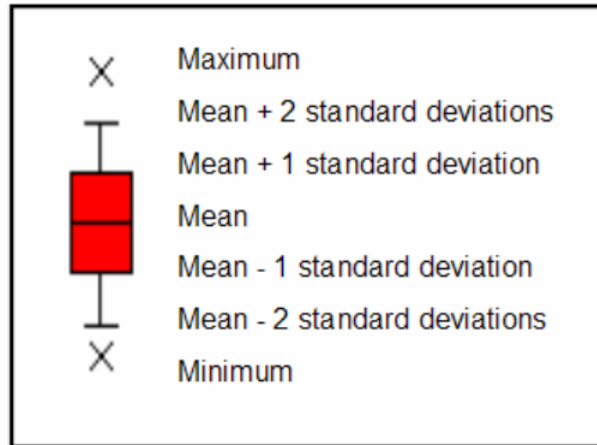 Maximum
Mean + 2 standard deviations
Mean + 1 standard deviation
Mean
Mean - 1 standard deviation
Mean - 2 standard deviations
Minimum